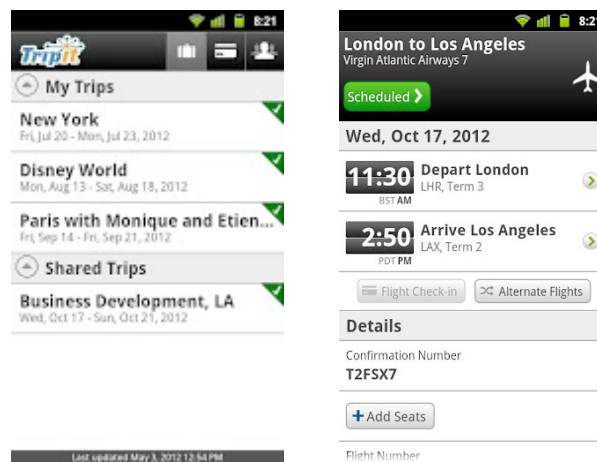 8:21
Tripit
My Trips
New York
Fri, Jul 20 - Mon, Jul 23, 2012
Disney World
Mon, Aug 13 - Sat, Aug 18, 2012
Paris with Monique and Etien...
Fri, Sep 14 - Fri, Sep 21, 2012
Shared Trips
Business Development, LA
Wed, Oct 17 - Sun, Oct 21, 2012
Last updated May 3, 2012 12:54 PM
8:21
London to Los Angeles
Virgin Atlantic Airways 7
Scheduled
Wed, Oct 17, 2012
11:30 Depart London
LHR, Term 3
BST AM
2:50 Arrive Los Angeles
LAX, Term 2
PDT PM
Flight Check-in Alternate Flights
Details
Confirmation Number
T2FSX7
+Add Seats
Flight Number